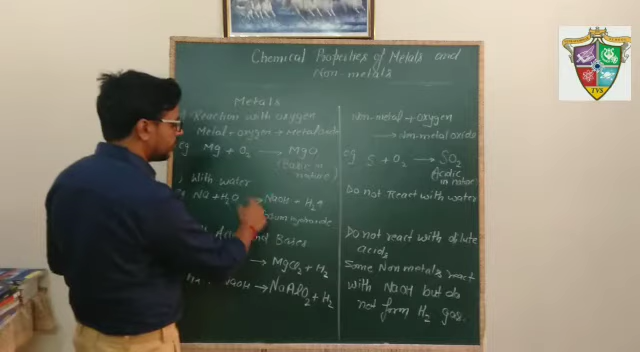 Chemical Properties of Metals and
Non-metals
Metals
Reaction with oxygen
Metal + oxygen → Metal oxide
eg Mg + O2 → MgO
(Basic in
nature)
With water
Na + H2O → NaOH + H2↑
hydroxide
and Bases
→ MgCl2 + H2
NaOH → NaAlO2 + H2
Non-metal + oxygen
→ Non-metal oxide
eg S + O2 → SO2
(Acidic
in nature)
Do not React with water
Do not react with dilute
acids
Some Non metals react
with NaOH but do
not form H2 gas.
TVS